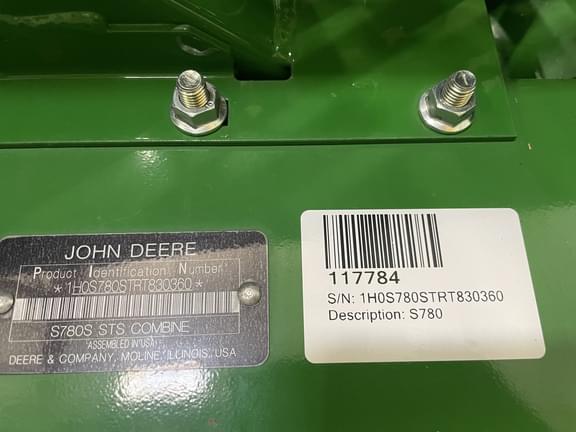 JOHN DEERE
Product Identification Number
*1H0S780STRT830360*
S780S STS COMBINE
ASSEMBLED IN USA
DEERE & COMPANY, MOLINE, ILLINOIS, USA
117784
S/N: 1H0S780STRT830360
Description: S780